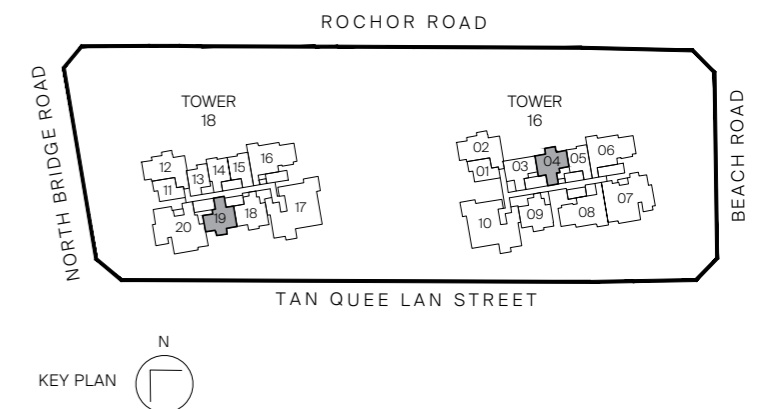 ROCHOR ROAD
NORTH BRIDGE ROAD
TOWER
18
12
11
13
14
15
16
17
18
19
20
TOWER
16
02
01
03
04
05
06
07
08
09
10
BEACH ROAD
TAN QUEE LAN STREET
N
KEY PLAN